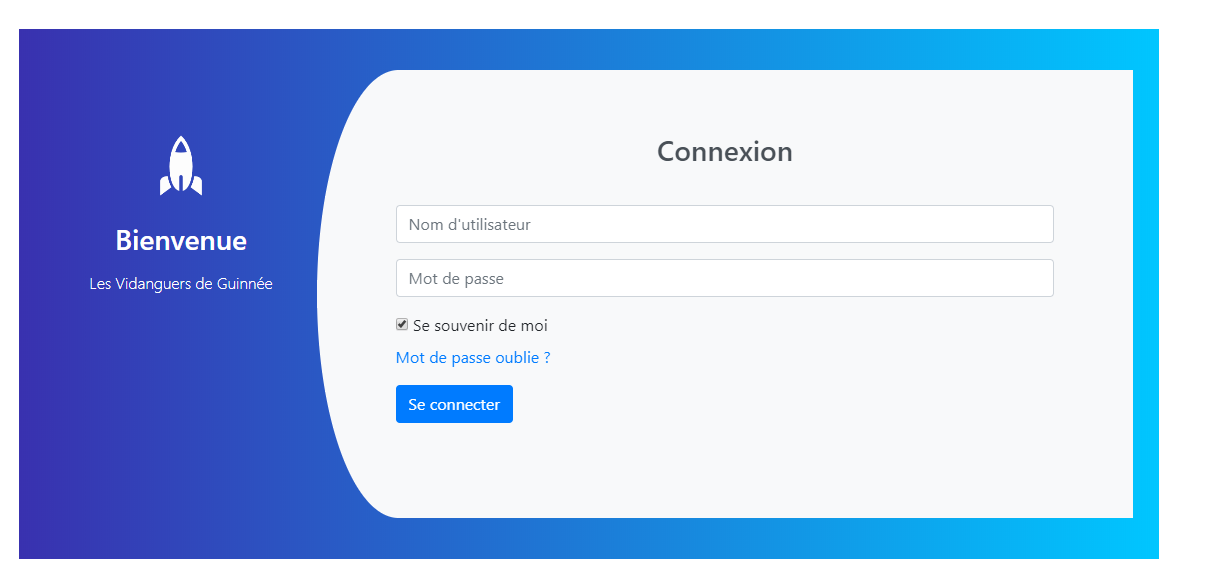 Bienvenue
Les Vidanguers de Guinnée
Connexion
Nom d'utilisateur
Mot de passe
Se souvenir de moi
Mot de passe oublie ?
Se connecter